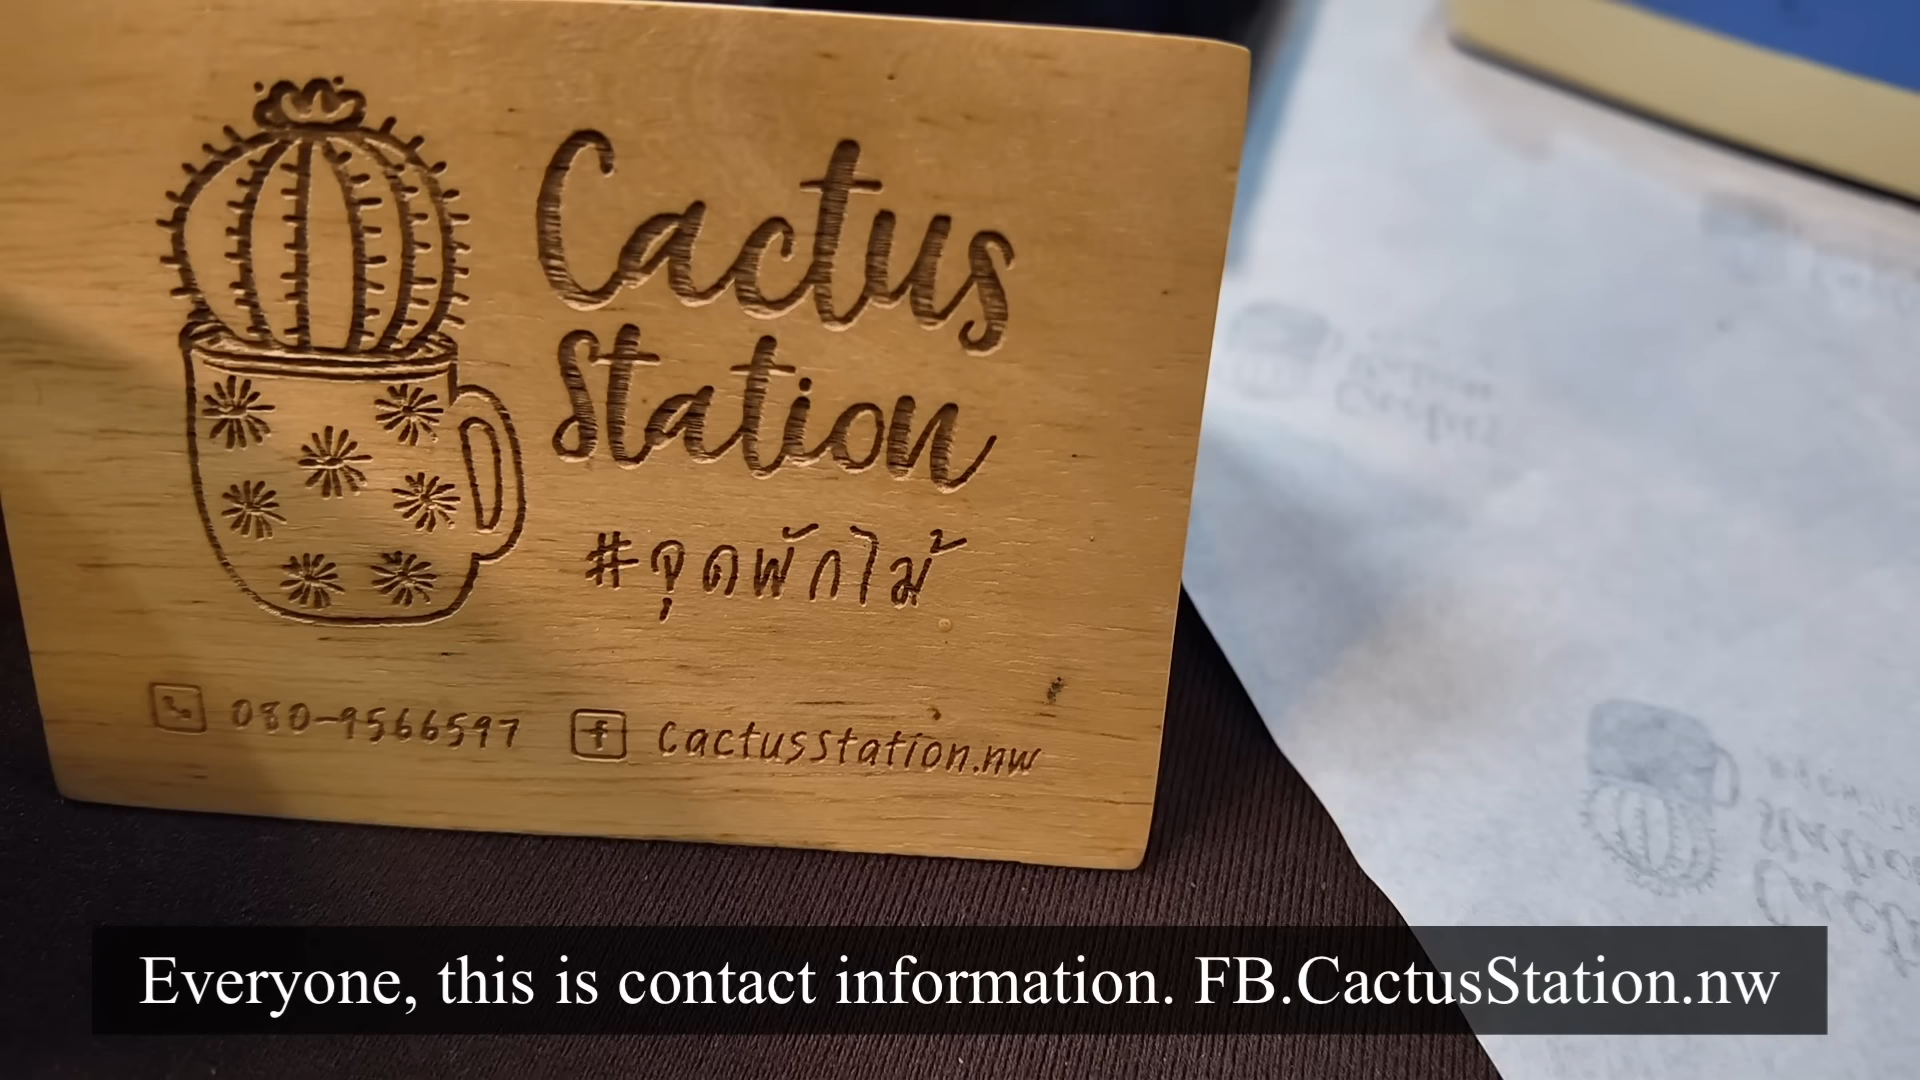 Cactus
Station
#จุดพักไม้
080-9566597
f cactusstation.nw
Everyone, this is contact information. FB.CactusStation.nw